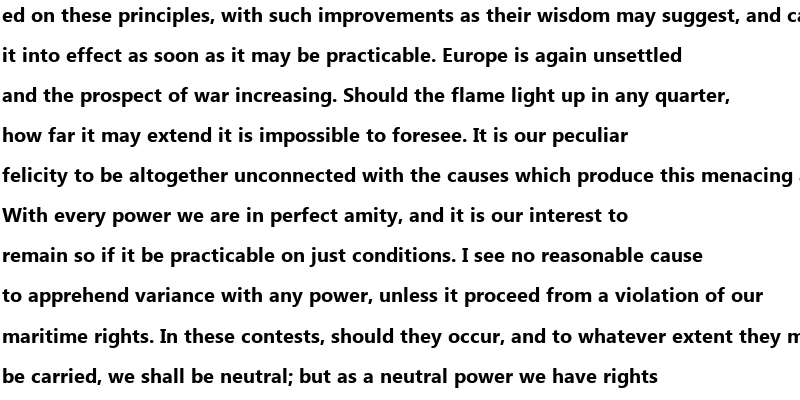 ed on these principles, with such improvements as their wisdom may suggest, and
it into effect as soon as it may be practicable. Europe is again unsettled
and the prospect of war increasing. Should the flame light up in any quarter,
how far it may extend it is impossible to foresee. It is our peculiar
felicity to be altogether unconnected with the causes which produce this menacing
With every power we are in perfect amity, and it is our interest to
remain so if it be practicable on just conditions. I see no reasonable cause
to apprehend variance with any power, unless it proceed from a violation of our
maritime rights. In these contests, should they occur, and to whatever extent they
be carried, we shall be neutral; but as a neutral power we have rights